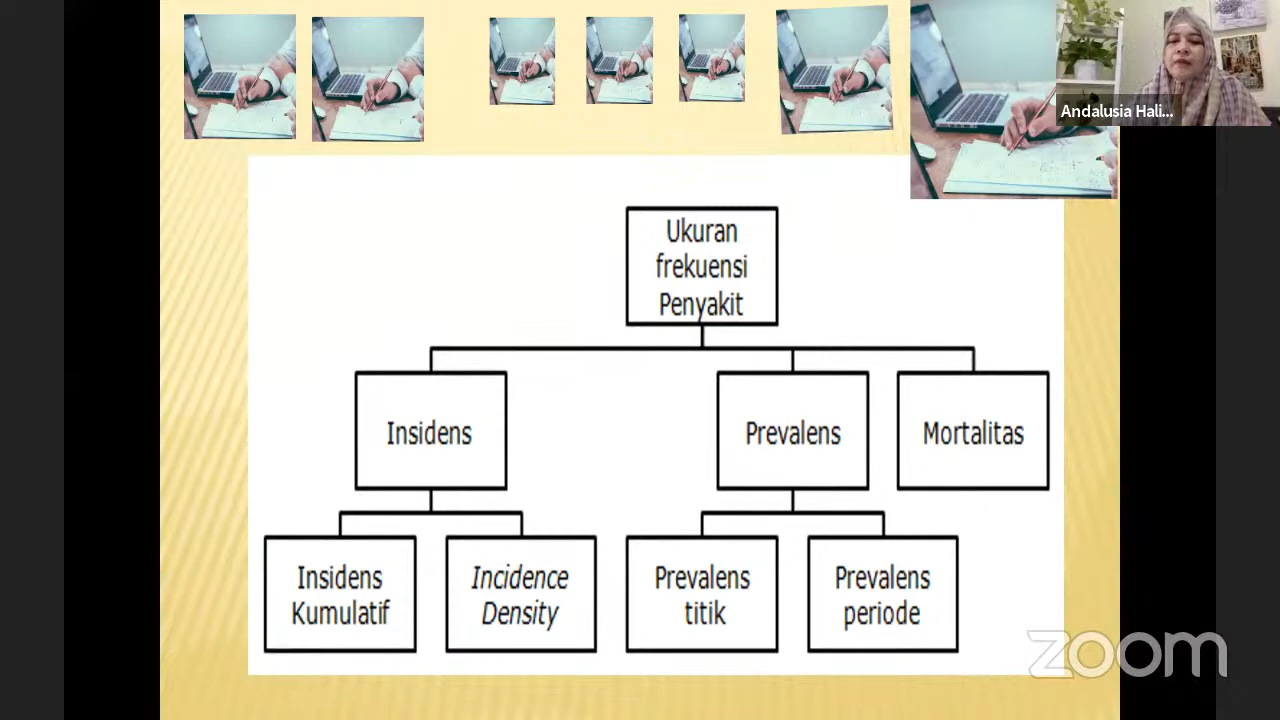 Andalusia Hali...
Ukuran
frekuensi
Penyakit
Insidens
Prevalens
Mortalitas
Insidens
Kumulatif
Incidence
Density
Prevalens
titik
Prevalens
periode
zoom